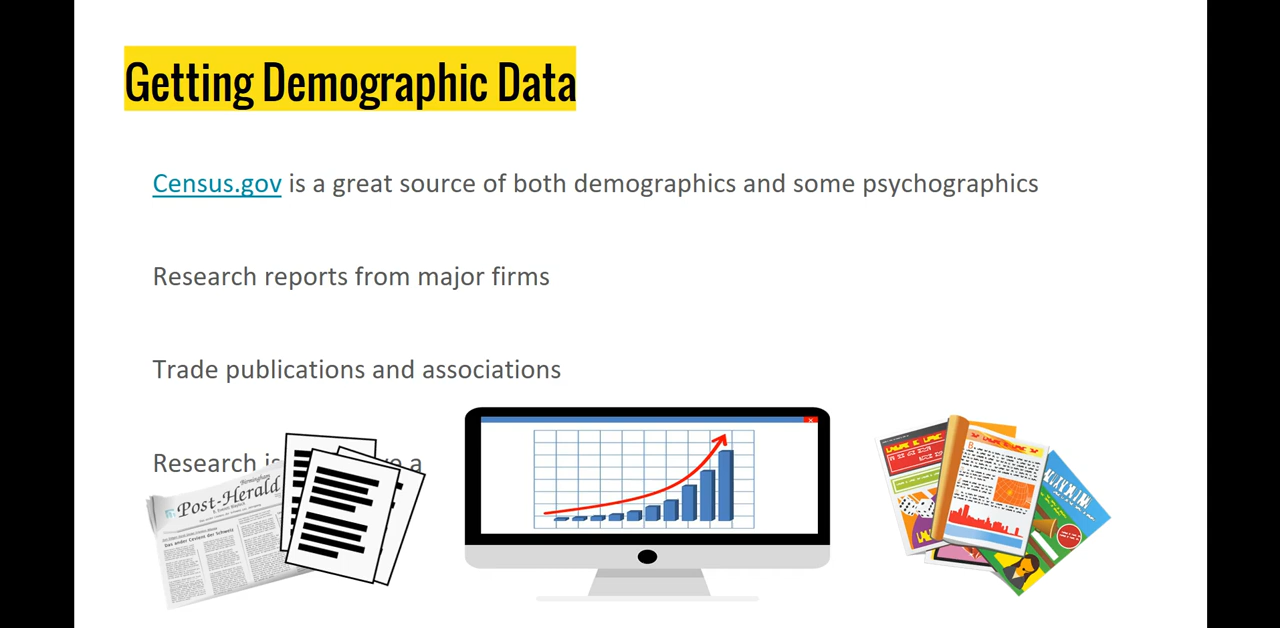 Getting Demographic Data
Census.gov is a great source of both demographics and some psychographics
Research reports from major firms
Trade publications and associations
Research
a
Birmingham
Post-Herald